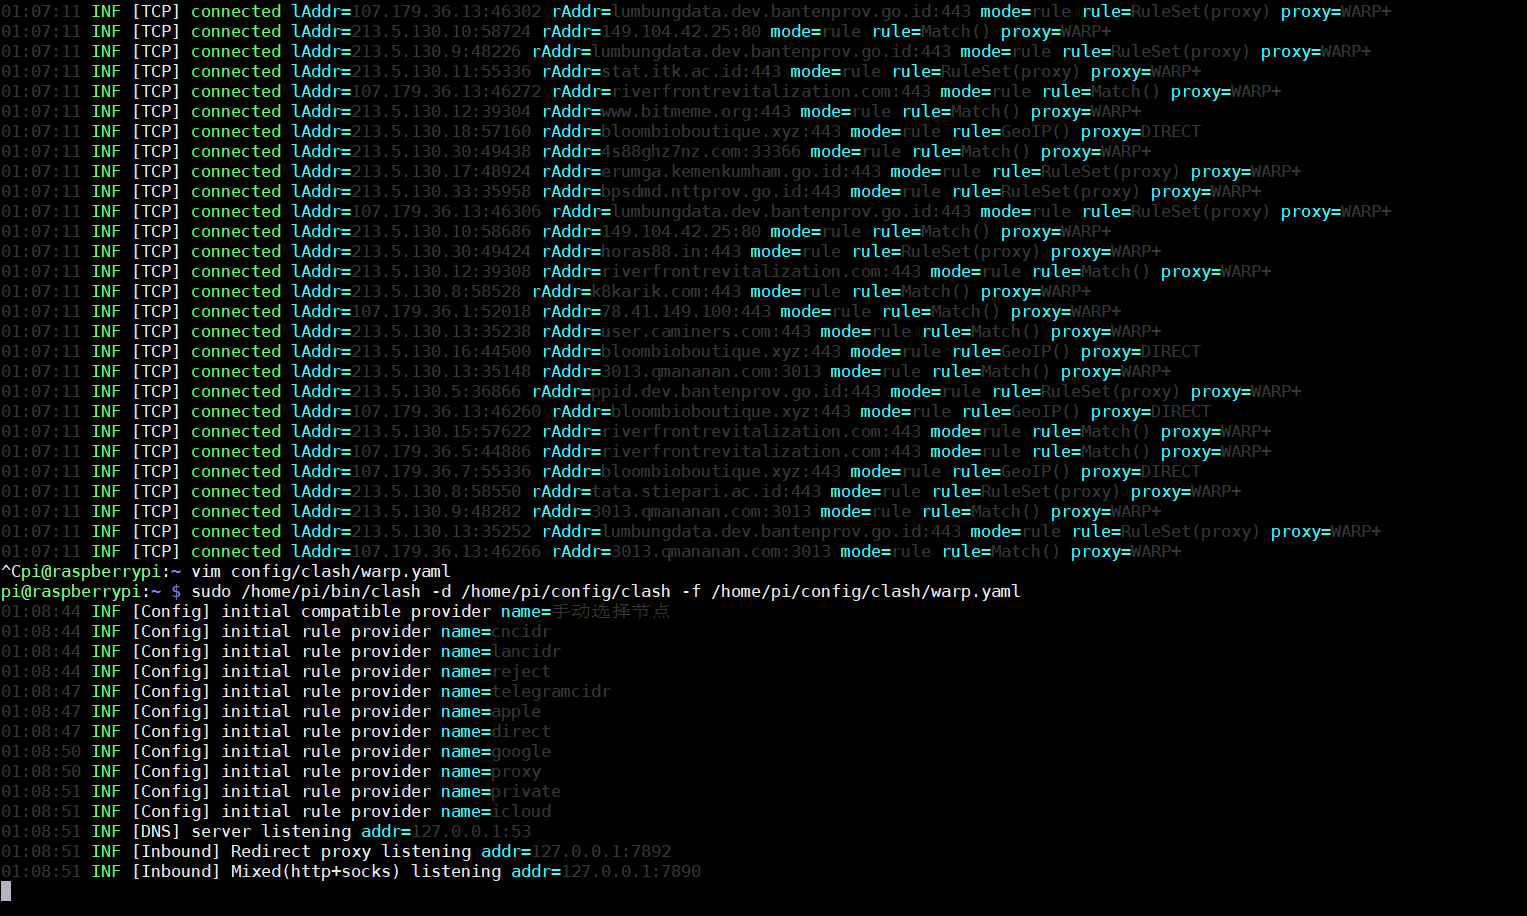 01:07:11 INF [TCP] connected lAddr=107.179.36.13:46302 rAddr=lumbungdata.dev.bantenprov.go.id:443 mode=rule rule=RuleSet(proxy) proxy=WARP+
01:07:11 INF [TCP] connected lAddr=213.5.130.10:58724 rAddr=149.104.42.25:80 mode=rule rule=Match() proxy=WARP+
01:07:11 INF [TCP] connected lAddr=213.5.130.9:48226 rAddr=lumbungdata.dev.bantenprov.go.id:443 mode=rule rule=RuleSet(proxy) proxy=WARP+
01:07:11 INF [TCP] connected lAddr=213.5.130.11:55336 rAddr=stat.itk.ac.id:443 mode=rule rule=RuleSet(proxy) proxy=WARP+
01:07:11 INF [TCP] connected lAddr=107.179.36.13:46272 rAddr=riverfrontrevitalization.com:443 mode=rule rule=Match() proxy=WARP+
01:07:11 INF [TCP] connected lAddr=213.5.130.12:39304 rAddr=www.bitmeme.org:443 mode=rule rule=Match() proxy=WARP+
01:07:11 INF [TCP] connected lAddr=213.5.130.18:57160 rAddr=bloombioboutique.xyz:443 mode=rule rule=GeoIP() proxy=DIRECT
01:07:11 INF [TCP] connected lAddr=213.5.130.30:49438 rAddr=4s88ghz7nz.com:33366 mode=rule rule=Match() proxy=WARP+
01:07:11 INF [TCP] connected lAddr=213.5.130.17:48924 rAddr=erumga.kemenkumham.go.id:443 mode=rule rule=RuleSet(proxy) proxy=WARP+
01:07:11 INF [TCP] connected lAddr=213.5.130.33:35958 rAddr=bpsdmd.nttprov.go.id:443 mode=rule rule=RuleSet(proxy) proxy=WARP+
01:07:11 INF [TCP] connected lAddr=107.179.36.13:46306 rAddr=lumbungdata.dev.bantenprov.go.id:443 mode=rule rule=RuleSet(proxy) proxy=WARP+
01:07:11 INF [TCP] connected lAddr=213.5.130.10:58686 rAddr=149.104.42.25:80 mode=rule rule=Match() proxy=WARP+
01:07:11 INF [TCP] connected lAddr=213.5.130.30:49424 rAddr=horas88.in:443 mode=rule rule=RuleSet(proxy) proxy=WARP+
01:07:11 INF [TCP] connected lAddr=213.5.130.12:39308 rAddr=riverfrontrevitalization.com:443 mode=rule rule=Match() proxy=WARP+
01:07:11 INF [TCP] connected lAddr=213.5.130.8:58528 rAddr=k8karik.com:443 mode=rule rule=Match() proxy=WARP+
01:07:11 INF [TCP] connected lAddr=107.179.36.1:52018 rAddr=78.41.149.100:443 mode=rule rule=Match() proxy=WARP+
01:07:11 INF [TCP] connected lAddr=213.5.130.13:35238 rAddr=user.caminers.com:443 mode=rule rule=Match() proxy=WARP+
01:07:11 INF [TCP] connected lAddr=213.5.130.16:44500 rAddr=bloombioboutique.xyz:443 mode=rule rule=GeoIP() proxy=DIRECT
01:07:11 INF [TCP] connected lAddr=213.5.130.13:35148 rAddr=3013.qmananan.com:3013 mode=rule rule=Match() proxy=WARP+
01:07:11 INF [TCP] connected lAddr=213.5.130.5:36866 rAddr=ppid.dev.bantenprov.go.id:443 mode=rule rule=RuleSet(proxy) proxy=WARP+
01:07:11 INF [TCP] connected lAddr=107.179.36.13:46260 rAddr=bloombioboutique.xyz:443 mode=rule rule=GeoIP() proxy=DIRECT
01:07:11 INF [TCP] connected lAddr=213.5.130.15:57622 rAddr=riverfrontrevitalization.com:443 mode=rule rule=Match() proxy=WARP+
01:07:11 INF [TCP] connected lAddr=107.179.36.3:44826 rAddr=riverfrontrevitalization.com:443 mode=rule rule=Match() proxy=WARP+
01:07:11 INF [TCP] connected lAddr=107.179.36.7:55536 rAddr=bloombioboutique.xyz:443 mode=rule rule=GeoIP() proxy=DIRECT
01:07:11 INF [TCP] connected lAddr=213.5.130.8:58550 rAddr=tata.stiepari.ac.id:443 mode=rule rule=RuleSet(proxy) proxy=WARP+
01:07:11 INF [TCP] connected lAddr=213.5.130.9:48282 rAddr=3013.qmananan.com:3013 mode=rule rule=Match() proxy=WARP+
01:07:11 INF [TCP] connected lAddr=213.5.130.13:35252 rAddr=lumbungdata.dev.bantenprov.go.id:443 mode=rule rule=RuleSet(proxy) proxy=WARP+
01:07:11 INF [TCP] connected lAddr=107.179.36.13:46266 rAddr=3013.qmananan.com:3013 mode=rule rule=Match() proxy=WARP+
^Cpi@raspberrypi:~ vim config/clash/warp.yaml
pi@raspberrypi:~ $ sudo /home/pi/bin/clash -d /home/pi/config/clash -f /home/pi/config/clash/warp.yaml
01:08:44 INF [Config] initial compatible provider name=手动选择节点
01:08:44 INF [Config] initial rule provider name=cncidr
01:08:44 INF [Config] initial rule provider name=lancidr
01:08:44 INF [Config] initial rule provider name=reject
01:08:47 INF [Config] initial rule provider name=telegramcidr
01:08:47 INF [Config] initial rule provider name=apple
01:08:47 INF [Config] initial rule provider name=direct
01:08:50 INF [Config] initial rule provider name=google
01:08:50 INF [Config] initial rule provider name=proxy
01:08:51 INF [Config] initial rule provider name=private
01:08:51 INF [Config] initial rule provider name=icloud
01:08:51 INF [DNS] server listening addr=127.0.0.1:53
01:08:51 INF [Inbound] Redirect proxy listening addr=127.0.0.1:7892
01:08:51 INF [Inbound] Mixed(http+socks) listening addr=127.0.0.1:7890